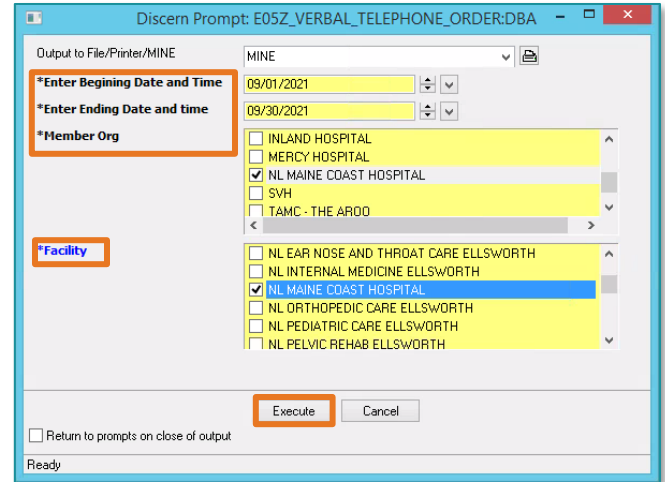 Discern Prompt: E05Z_VERBAL_TELEPHONE_ORDER:DBA
Output to File/Printer/MINE
MINE
*Enter Begining Date and Time
09/01/2021
*Enter Ending Date and time
09/30/2021
*Member Org
INLAND HOSPITAL
MERCY HOSPITAL
NL MAINE COAST HOSPITAL
SVH
TAMC - THE AROO
*Facility
NL EAR NOSE AND THROAT CARE ELLSWORTH
NL INTERNAL MEDICINE ELLSWORTH
NL MAINE COAST HOSPITAL
NL ORTHOPEDIC CARE ELLSWORTH
NL PEDIATRIC CARE ELLSWORTH
NL PELVIC REHAB ELLSWORTH
Execute
Cancel
Return to prompts on close of output
Ready